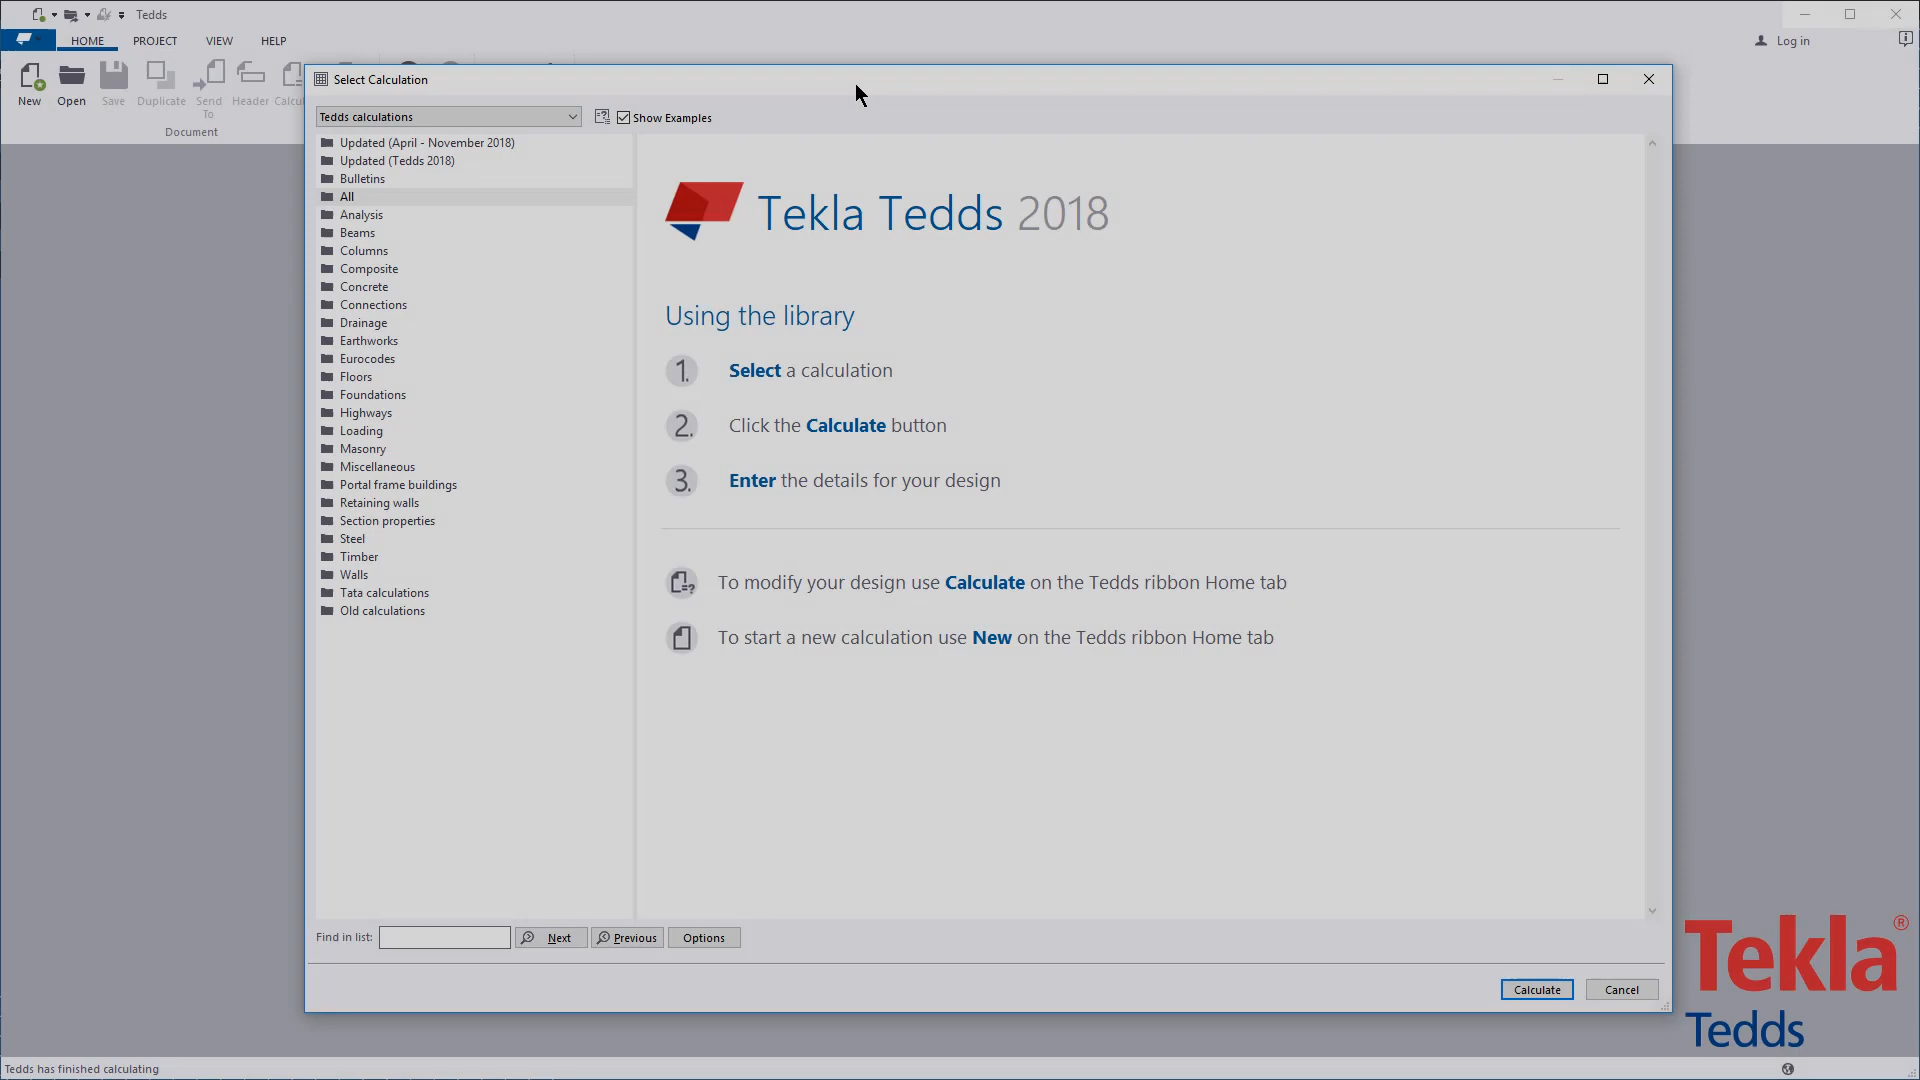 Tedds
HOME PROJECT VIEW HELP
Log in
New Open Save Duplicate Send To Header
Document
Select Calculation
Tedds calculations
Show Examples
Updated (April - November 2018)
Updated (Tedds 2018)
Bulletins
All
Analysis
Beams
Columns
Composite
Concrete
Connections
Drainage
Earthworks
Eurocodes
Floors
Foundations
Highways
Loading
Masonry
Miscellaneous
Portal frame buildings
Retaining walls
Section properties
Steel
Timber
Walls
Tata calculations
Old calculations
Tekla Tedds 2018
Using the library
1. Select a calculation
2. Click the Calculate button
3. Enter the details for your design
To modify your design use Calculate on the Tedds ribbon Home tab
To start a new calculation use New on the Tedds ribbon Home tab
Find in list:
Next
Previous
Options
Calculate
Cancel
Tekla®
Tedds
Tedds has finished calculating